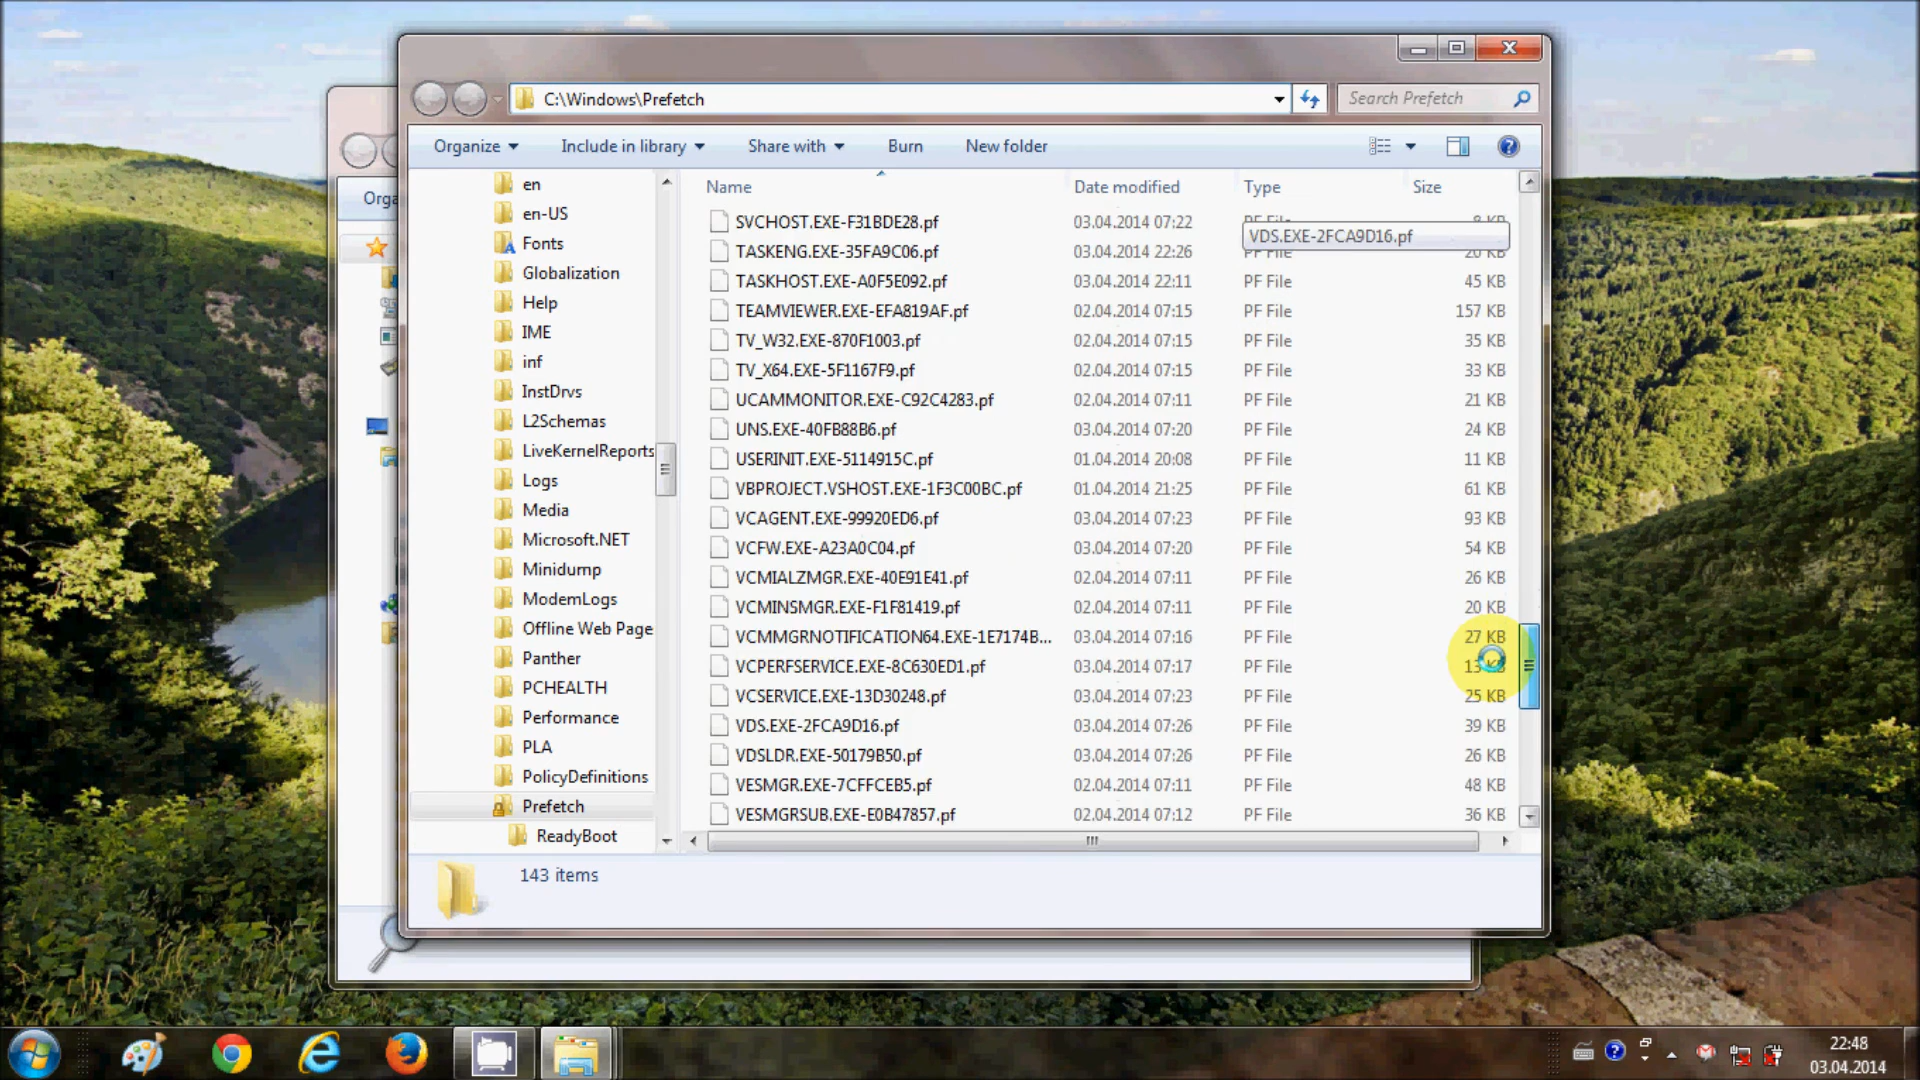 C:\Windows\Prefetch
Search Prefetch
Orga
Organize
Include in library
Share with
Burn
New folder
en
en-US
Fonts
Globalization
Help
IME
inf
InstDrvs
L2Schemas
LiveKernelReports
Logs
Media
Microsoft.NET
Minidump
ModemLogs
Offline Web Page
Panther
PCHEALTH
Performance
PLA
PolicyDefinitions
Prefetch
ReadyBoot
Name Date modified Type Size
SVCHOST.EXE-F31BDE28.pf 03.04.2014 07:22 PF File 8 KB
VDS.EXE-2FCA9D16.pf
TASKENG.EXE-35FA9C06.pf 03.04.2014 22:26 PF File 20 KB
TASKHOST.EXE-A0F5E092.pf 03.04.2014 22:11 PF File 45 KB
TEAMVIEWER.EXE-EFA819AF.pf 02.04.2014 07:15 PF File 157 KB
TV_W32.EXE-870F1003.pf 02.04.2014 07:15 PF File 35 KB
TV_X64.EXE-5F1167F9.pf 02.04.2014 07:15 PF File 33 KB
UCAMMONITOR.EXE-C92C4283.pf 02.04.2014 07:11 PF File 21 KB
UNS.EXE-40FB88B6.pf 03.04.2014 07:20 PF File 24 KB
USERINIT.EXE-5114915C.pf 01.04.2014 20:08 PF File 11 KB
VBPROJECT.VSHOST.EXE-1F3C00BC.pf 01.04.2014 21:25 PF File 61 KB
VCAGENT.EXE-99920ED6.pf 03.04.2014 07:23 PF File 93 KB
VCFW.EXE-A23A0C04.pf 03.04.2014 07:20 PF File 54 KB
VCMIALZMGR.EXE-40E91E41.pf 02.04.2014 07:11 PF File 26 KB
VCMINSMGR.EXE-F1F81419.pf 02.04.2014 07:11 PF File 20 KB
VCMMGRNOTIFICATION64.EXE-1E7174B... 03.04.2014 07:16 PF File 27 KB
VCPERFSERVICE.EXE-8C630ED1.pf 03.04.2014 07:17 PF File 13 KB
VCSERVICE.EXE-13D30248.pf 03.04.2014 07:23 PF File 25 KB
VDS.EXE-2FCA9D16.pf 03.04.2014 07:26 PF File 39 KB
VDSLDR.EXE-50179B50.pf 03.04.2014 07:26 PF File 26 KB
VESMGR.EXE-7CFFCEB5.pf 02.04.2014 07:11 PF File 48 KB
VESMGRSUB.EXE-E0B47857.pf 02.04.2014 07:12 PF File 36 KB
143 items
22:48
03.04.2014